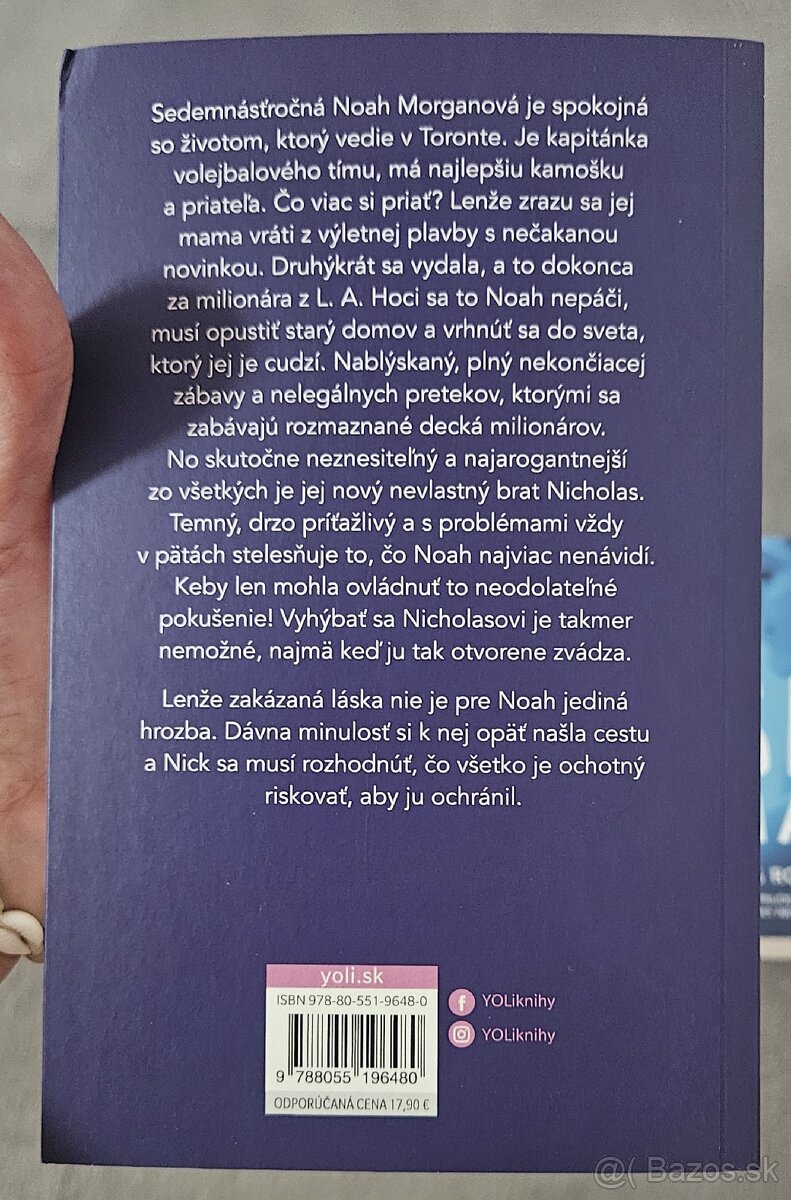 Sedemnásťročná Noah Morganová je spokojná
so životom, ktorý vedie v Toronte. Je kapitánka
volejbalového tímu, má najlepšiu kamošku
a priateľa. Čo viac si priať? Lenže zrazu sa jej
mama vráti z výletnej plavby s nečakanou
novinkou. Druhýkrát sa vydala, a to dokonca
za milionára z L. A. Hoci sa to Noah nepáči,
musí opustiť starý domov a vrhnúť sa do sveta,
ktorý jej je cudzí. Nablýskaný, plný nekončiacej
zábavy a nelegálnych pretekov, ktorými sa
zabávajú rozmaznané decká milionárov.
No skutočne neznesiteľný a najarogantnejší
zo všetkých je jej nový nevlastný brat Nicholas.
Temný, drzo príťažlivý a s problémami vždy
v pätách stelesňuje to, čo Noah najviac nenávidí.
Keby len mohla ovládnuť to neodolateľné
pokušenie! Vyhýbať sa Nicholasovi je takmer
nemožné, najmä keď ju tak otvorene zvádza.
Lenže zakázaná láska nie je pre Noah jediná
hrozba. Dávna minulosť si k nej opäť našla cestu
a Nick sa musí rozhodnúť, čo všetko je ochotný
riskovať, aby ju ochránil.
yoli.sk
ISBN 978-80-551-9648-0
9 788055 196480
ODPORÚČANÁ CENA 17,90 €
YOLiknihy
YOLiknihy
@( Bazos.sk